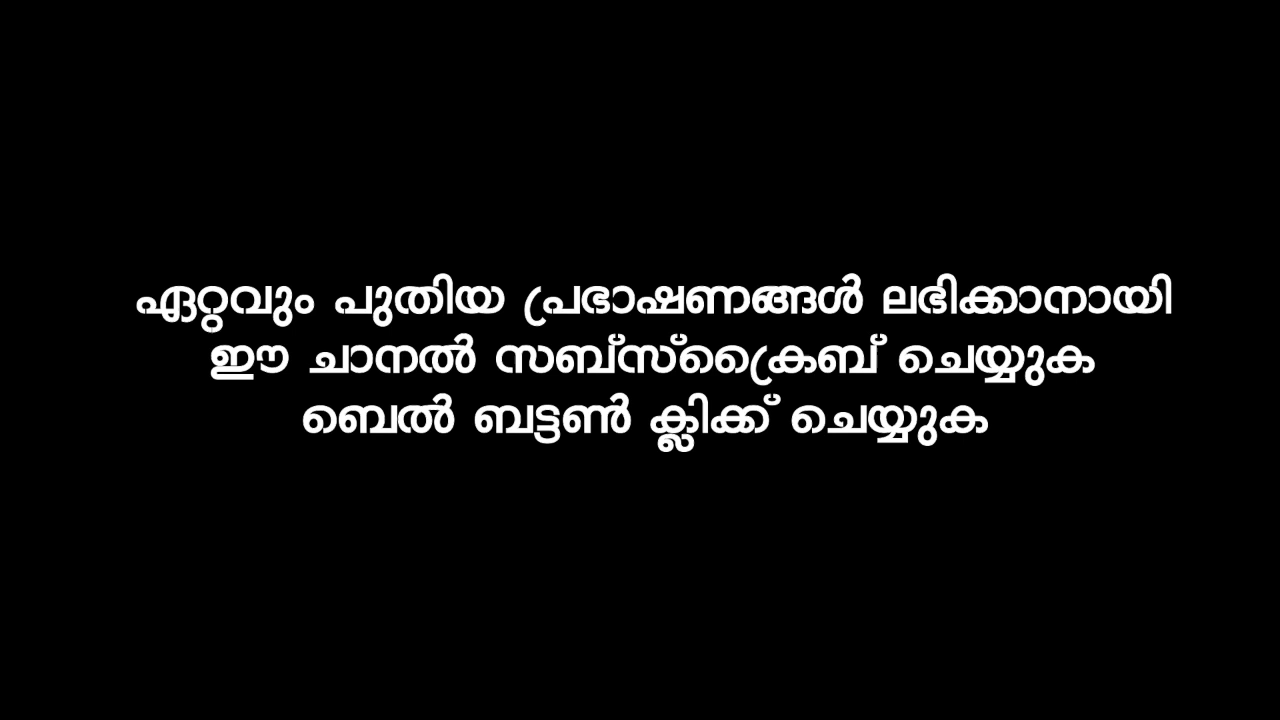 ഏറ്റവും പുതിയ പ്രഭാഷണങ്ങൾ ലഭിക്കാനായി
ഈ ചാനൽ സബ്സ്ക്രൈബ് ചെയ്യുക
ബെൽ ബട്ടൺ ക്ലിക്ക് ചെയ്യുക